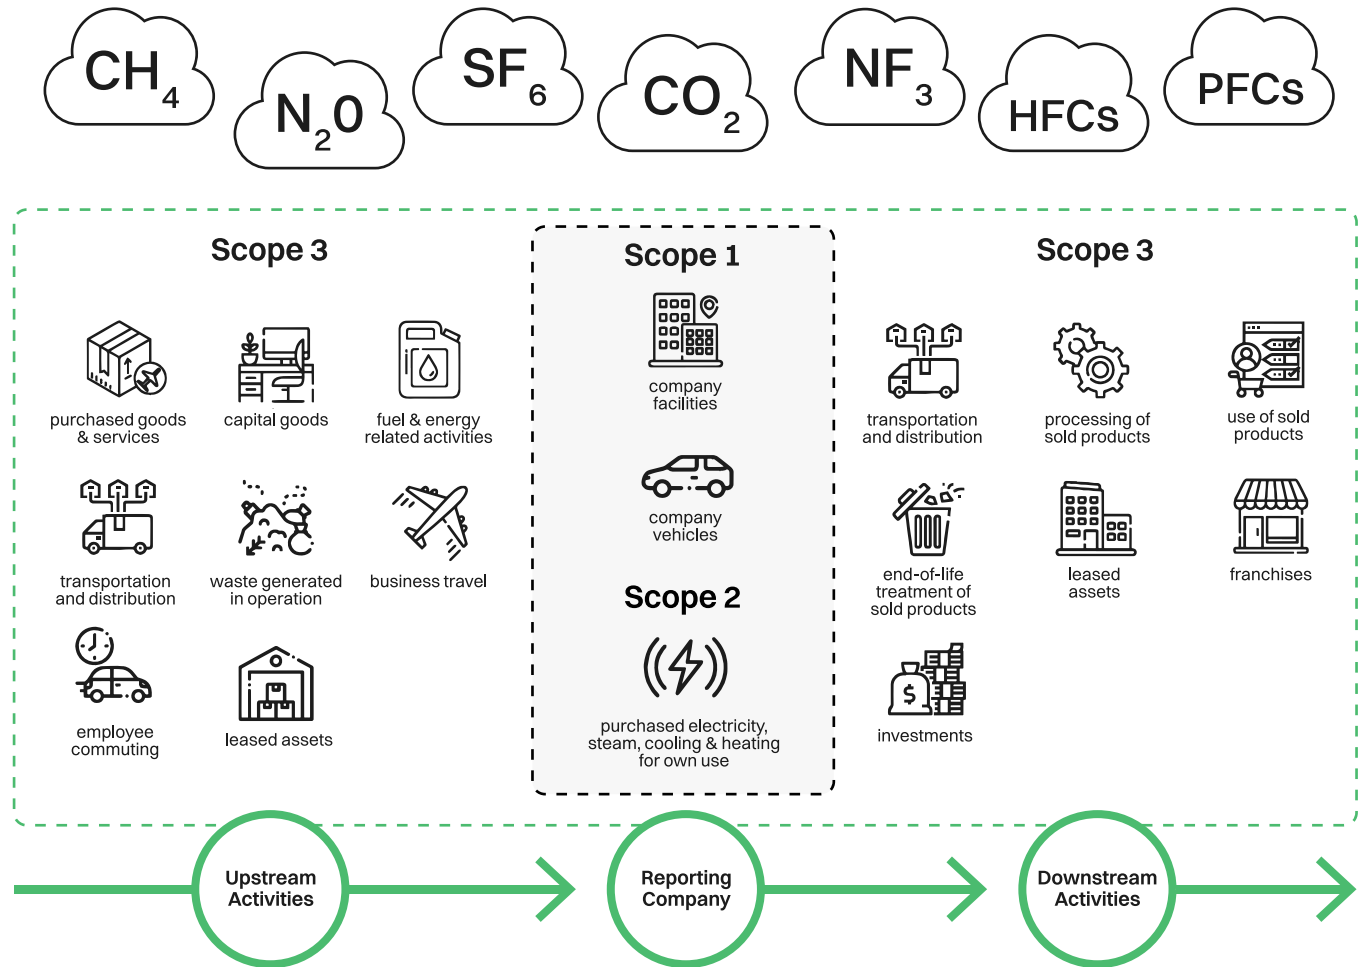 CH4
N20
SF6
CO2
NF3
HFCs
PFCs
Scope 3
purchased goods
& services
capital goods
fuel & energy
related activities
transportation
and distribution
waste generated
in operation
business travel
employee
commuting
leased assets
Scope 1
company
facilities
company
vehicles
Scope 2
purchased electricity,
steam, cooling & heating
for own use
Scope 3
transportation
and distribution
processing of
sold products
use of sold
products
end-of-life
treatment of
sold products
leased
assets
franchises
$
investments
Upstream
Activities
Reporting
Company
Downstream
Activities